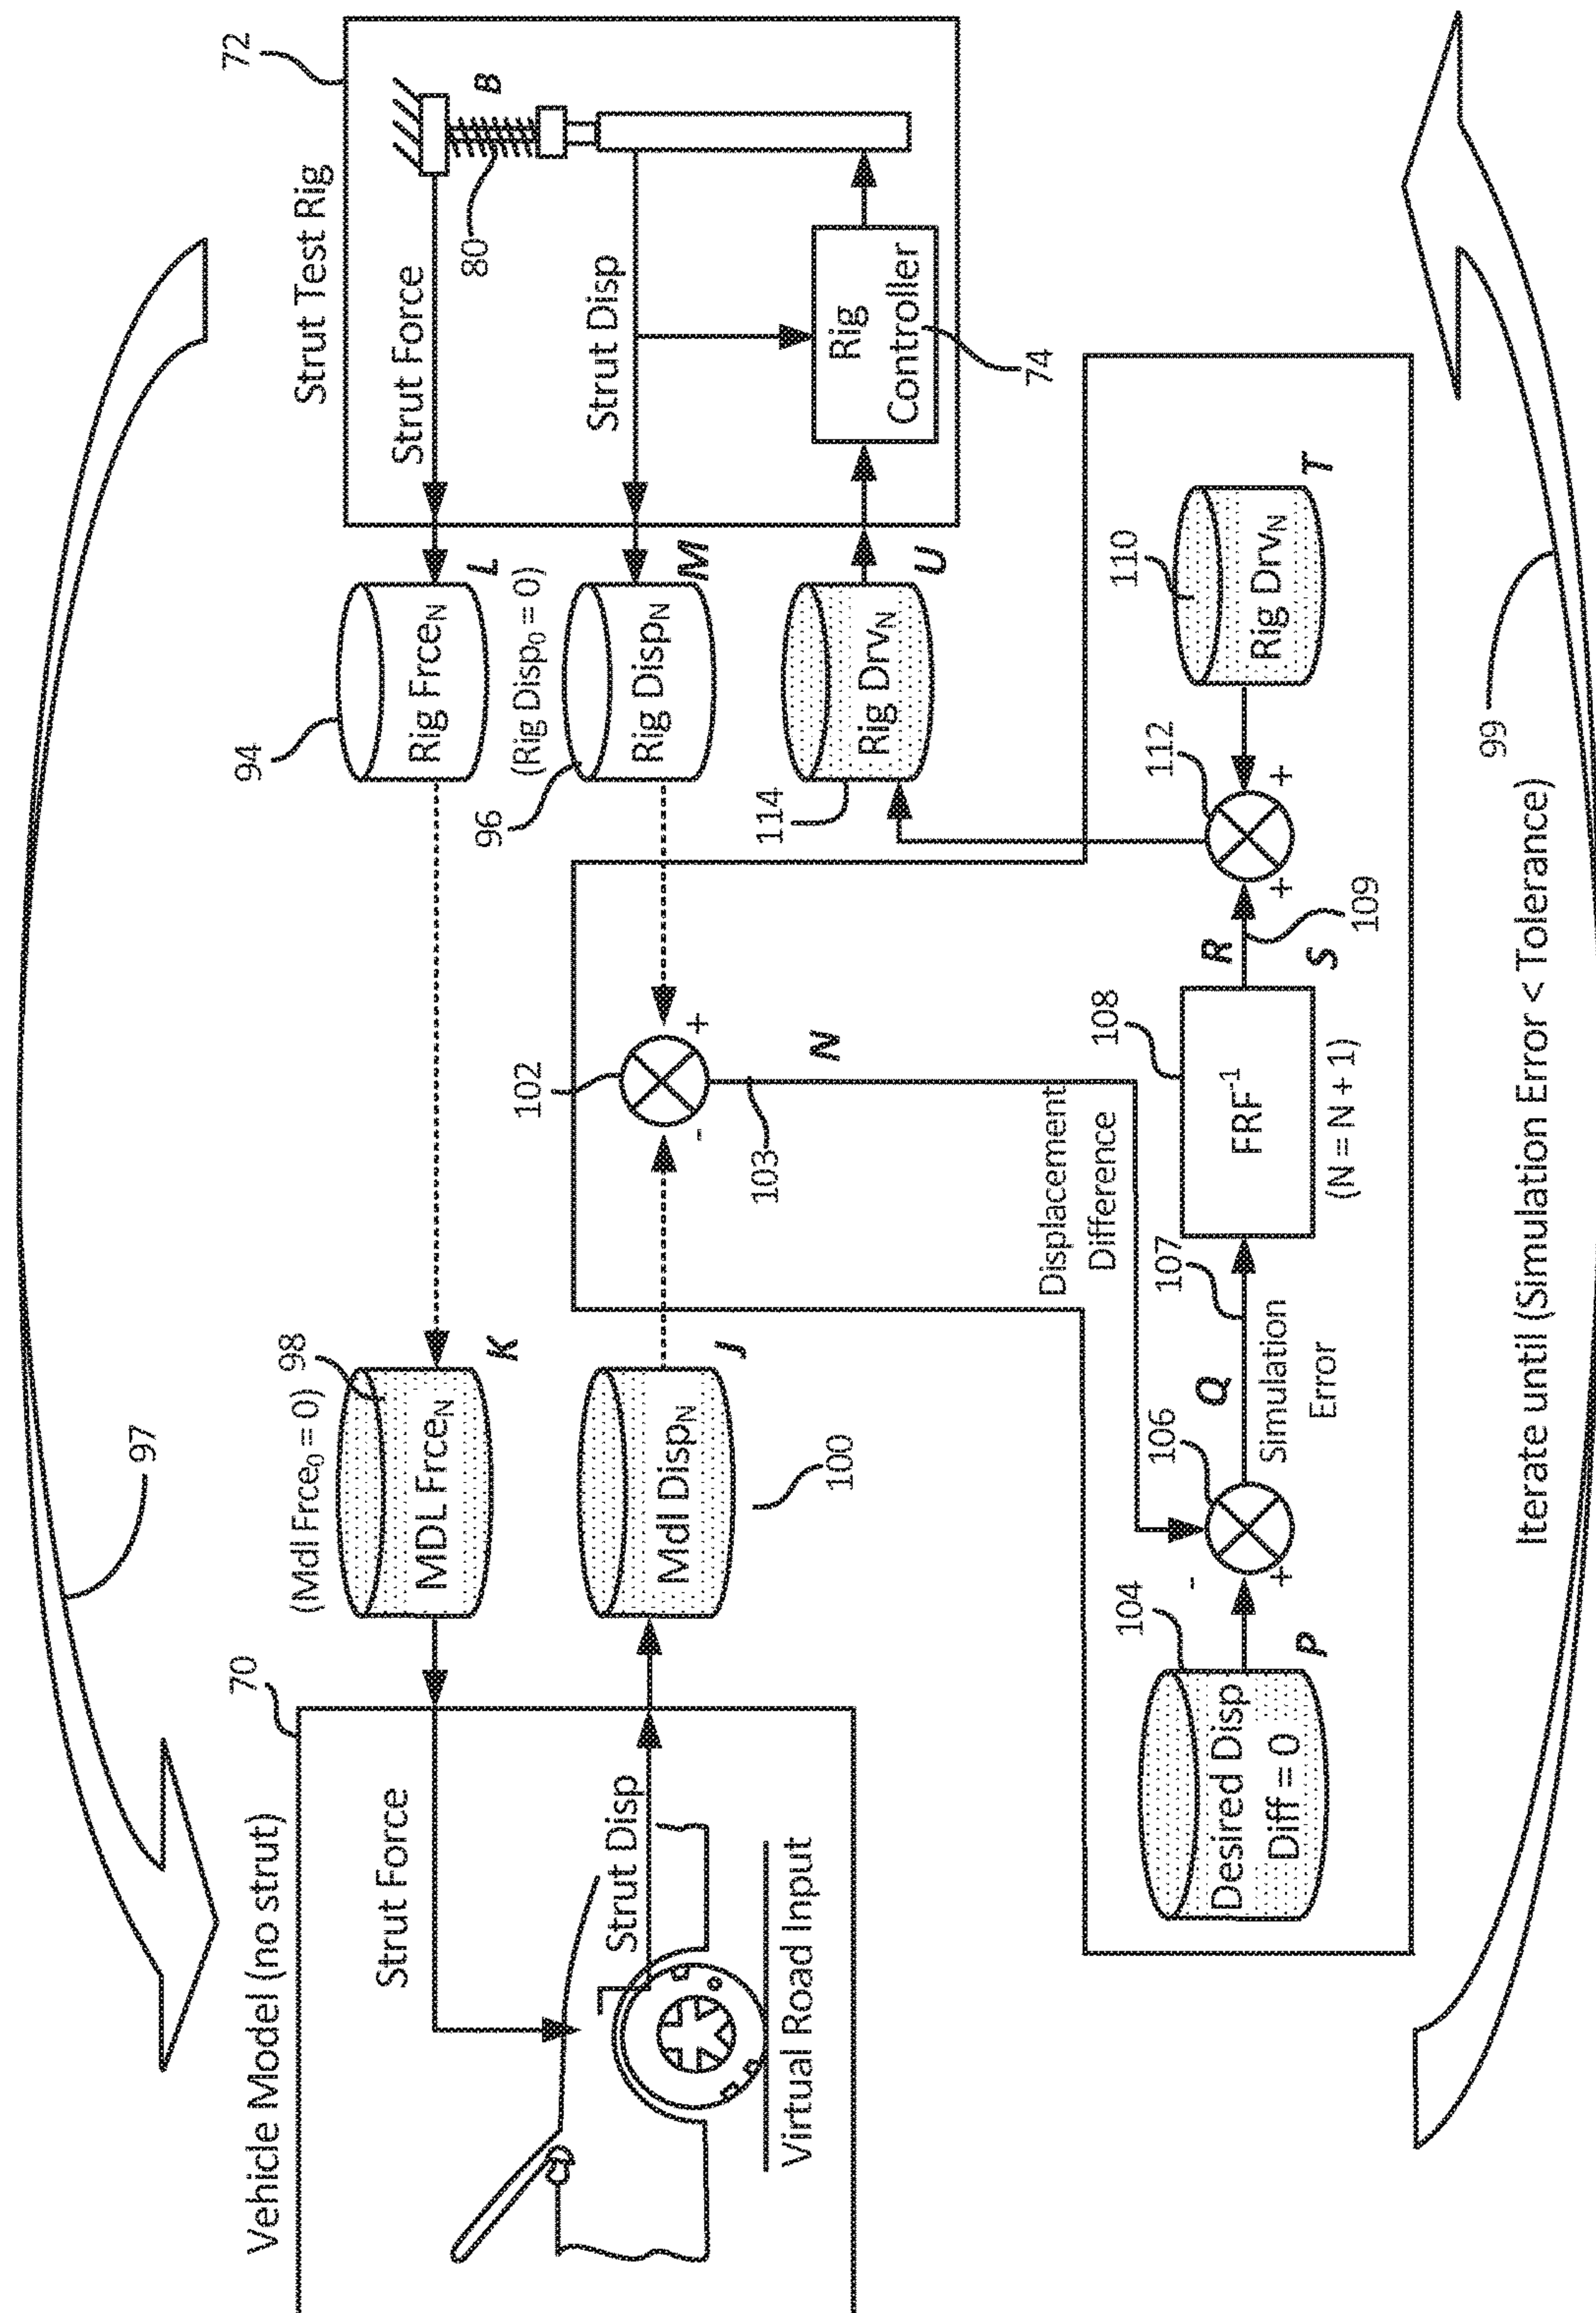 97
Strut Test Rig
72
Vehicle Model (no strut)
70
(Mdl Frce₀ = 0)
98
94
Strut Force
MDL Frce_N
K
Rig Frce_N
L
Strut Force
80
B
(Rig Disp₀ = 0)
96
102
Strut Disp
Mdl Disp_N
J
-
+
Rig Disp_N
M
Strut Disp
Virtual Road Input
100
103
N
114
Rig Drv_N
U
Rig
Controller
74
Displacement
Difference
104
-
106
107
108
112
110
Desired Disp
Diff = 0
P
+
Q
Simulation
Error
FRF⁻¹
(N = N + 1)
R
S
109
+
+
Rig Drv_N
T
99
Iterate until (Simulation Error < Tolerance)